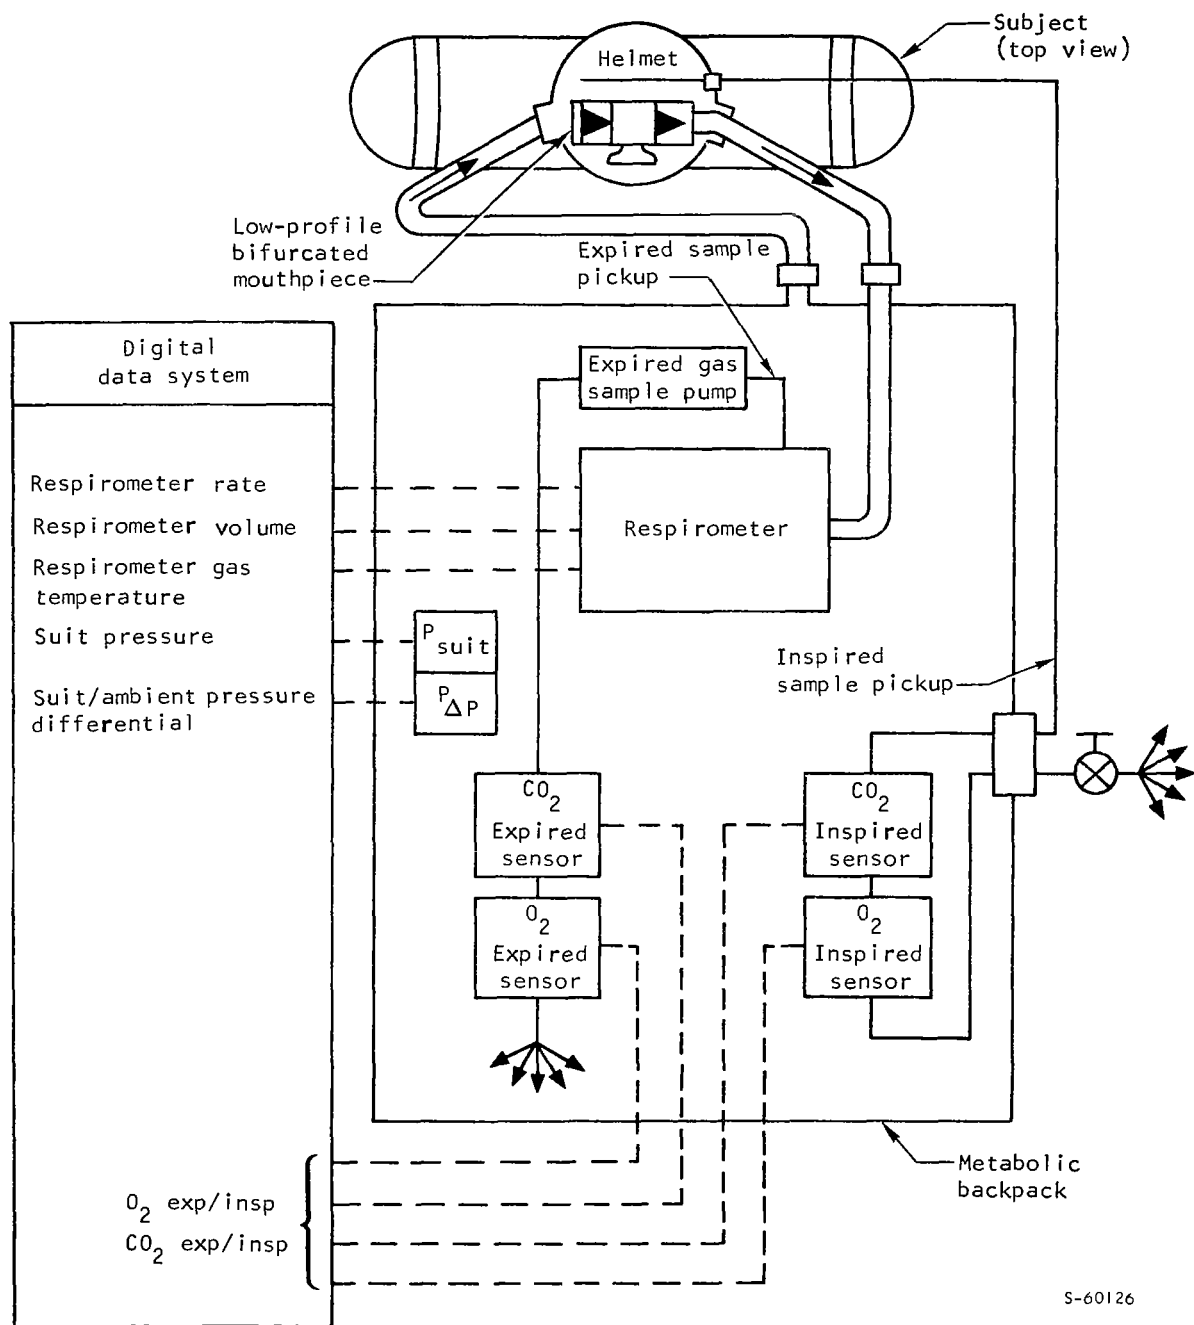 Subject
(top view)
Helmet
Low-profile
bifurcated
mouthpiece
Expired sample
pickup
Digital
data system
Expired gas
sample pump
Respirometer rate
Respirometer volume
Respirometer gas
temperature
Respirometer
Suit pressure
P suit
Suit/ambient pressure
differential
P ΔP
Inspired
sample pickup
CO2
Expired
sensor
CO2
Inspired
sensor
O2
Expired
sensor
O2
Inspired
sensor
Metabolic
backpack
O2 exp/insp
CO2 exp/insp
S-60126